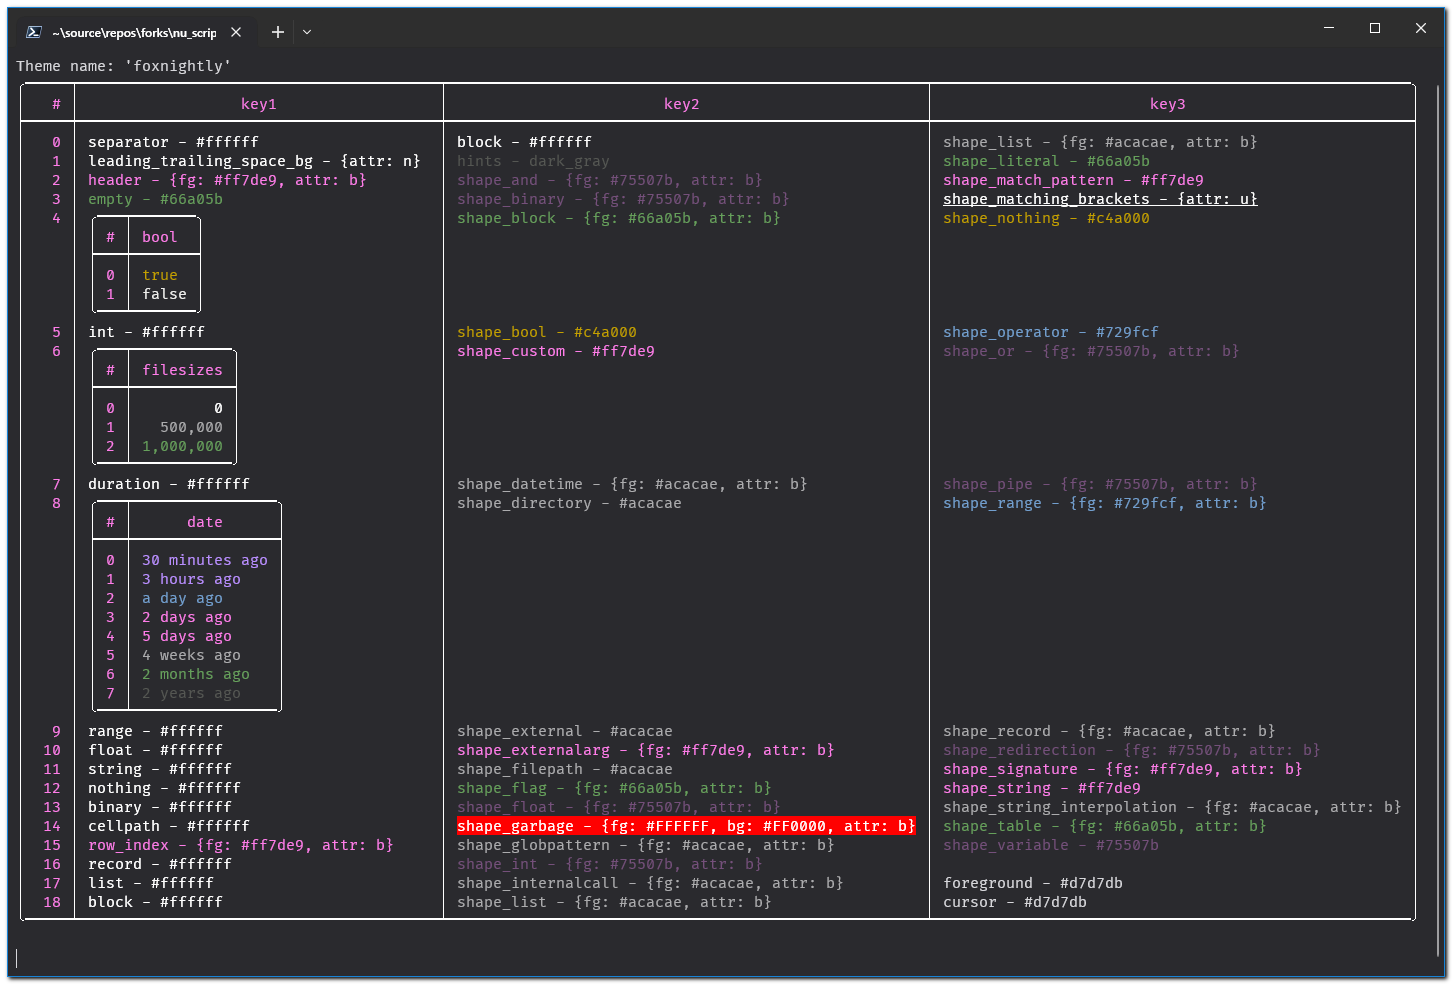 ~\source\repos\forks\nu_scrip
Theme name: 'foxnightly'
# key1 key2 key3
0 separator - #ffffff block - #ffffff shape_list - {fg: #acacae, attr: b}
1 leading_trailing_space_bg - {attr: n} hints - dark_gray shape_literal - #66a05b
2 header - {fg: #ff7de9, attr: b} shape_and - {fg: #75507b, attr: b} shape_match_pattern - #ff7de9
3 empty - #66a05b shape_binary - {fg: #75507b, attr: b} shape_matching_brackets - {attr: u}
4 shape_block - {fg: #66a05b, attr: b} shape_nothing - #c4a000
# bool
0 true
1 false
5 int - #ffffff shape_bool - #c4a000 shape_operator - #729fcf
6 shape_custom - #ff7de9 shape_or - {fg: #75507b, attr: b}
# filesizes
0 0
1 500,000
2 1,000,000
7 duration - #ffffff shape_datetime - {fg: #acacae, attr: b} shape_pipe - {fg: #75507b, attr: b}
8 shape_directory - #acacae shape_range - {fg: #729fcf, attr: b}
# date
0 30 minutes ago
1 3 hours ago
2 a day ago
3 2 days ago
4 5 days ago
5 4 weeks ago
6 2 months ago
7 2 years ago
9 range - #ffffff shape_external - #acacae shape_record - {fg: #acacae, attr: b}
10 float - #ffffff shape_externalarg - {fg: #ff7de9, attr: b} shape_redirection - {fg: #75507b, attr: b}
11 string - #ffffff shape_filepath - #acacae shape_signature - {fg: #ff7de9, attr: b}
12 nothing - #ffffff shape_flag - {fg: #66a05b, attr: b} shape_string - #ff7de9
13 binary - #ffffff shape_float - {fg: #75507b, attr: b} shape_string_interpolation - {fg: #acacae, attr: b}
14 cellpath - #ffffff shape_garbage - {fg: #FFFFFF, bg: #FF0000, attr: b} shape_table - {fg: #66a05b, attr: b}
15 row_index - {fg: #ff7de9, attr: b} shape_globpattern - {fg: #acacae, attr: b} shape_variable - #75507b
16 record - #ffffff shape_int - {fg: #75507b, attr: b}
17 list - #ffffff shape_internalcall - {fg: #acacae, attr: b} foreground - #d7d7db
18 block - #ffffff shape_list - {fg: #acacae, attr: b} cursor - #d7d7db